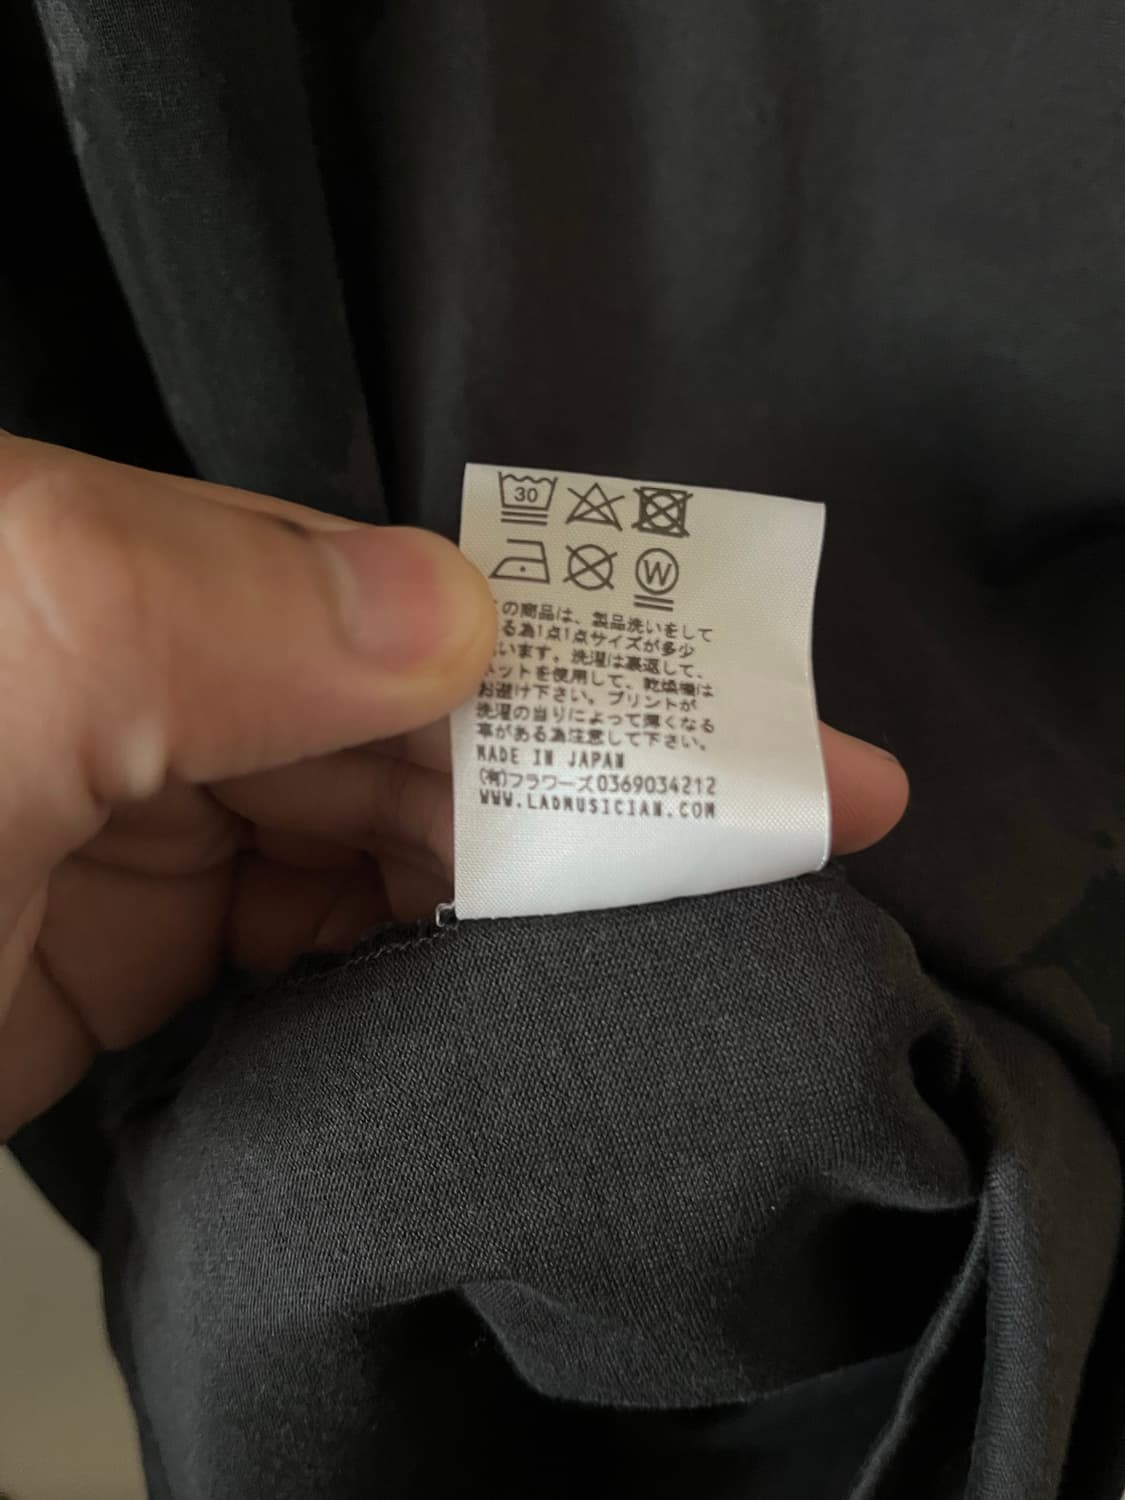 30
W
の商品は、製品洗いをして
る為1点1点サイズが多少
います。洗濯は裏返して、
ネットを使用して、乾燥機は
お避け下さい。プリントが
洗濯の当りによって薄くなる
事がある為注意して下さい。
MADE IN JAPAN
(有)フラワーズ0369034212
WWW.LADMUSICIAN.COM